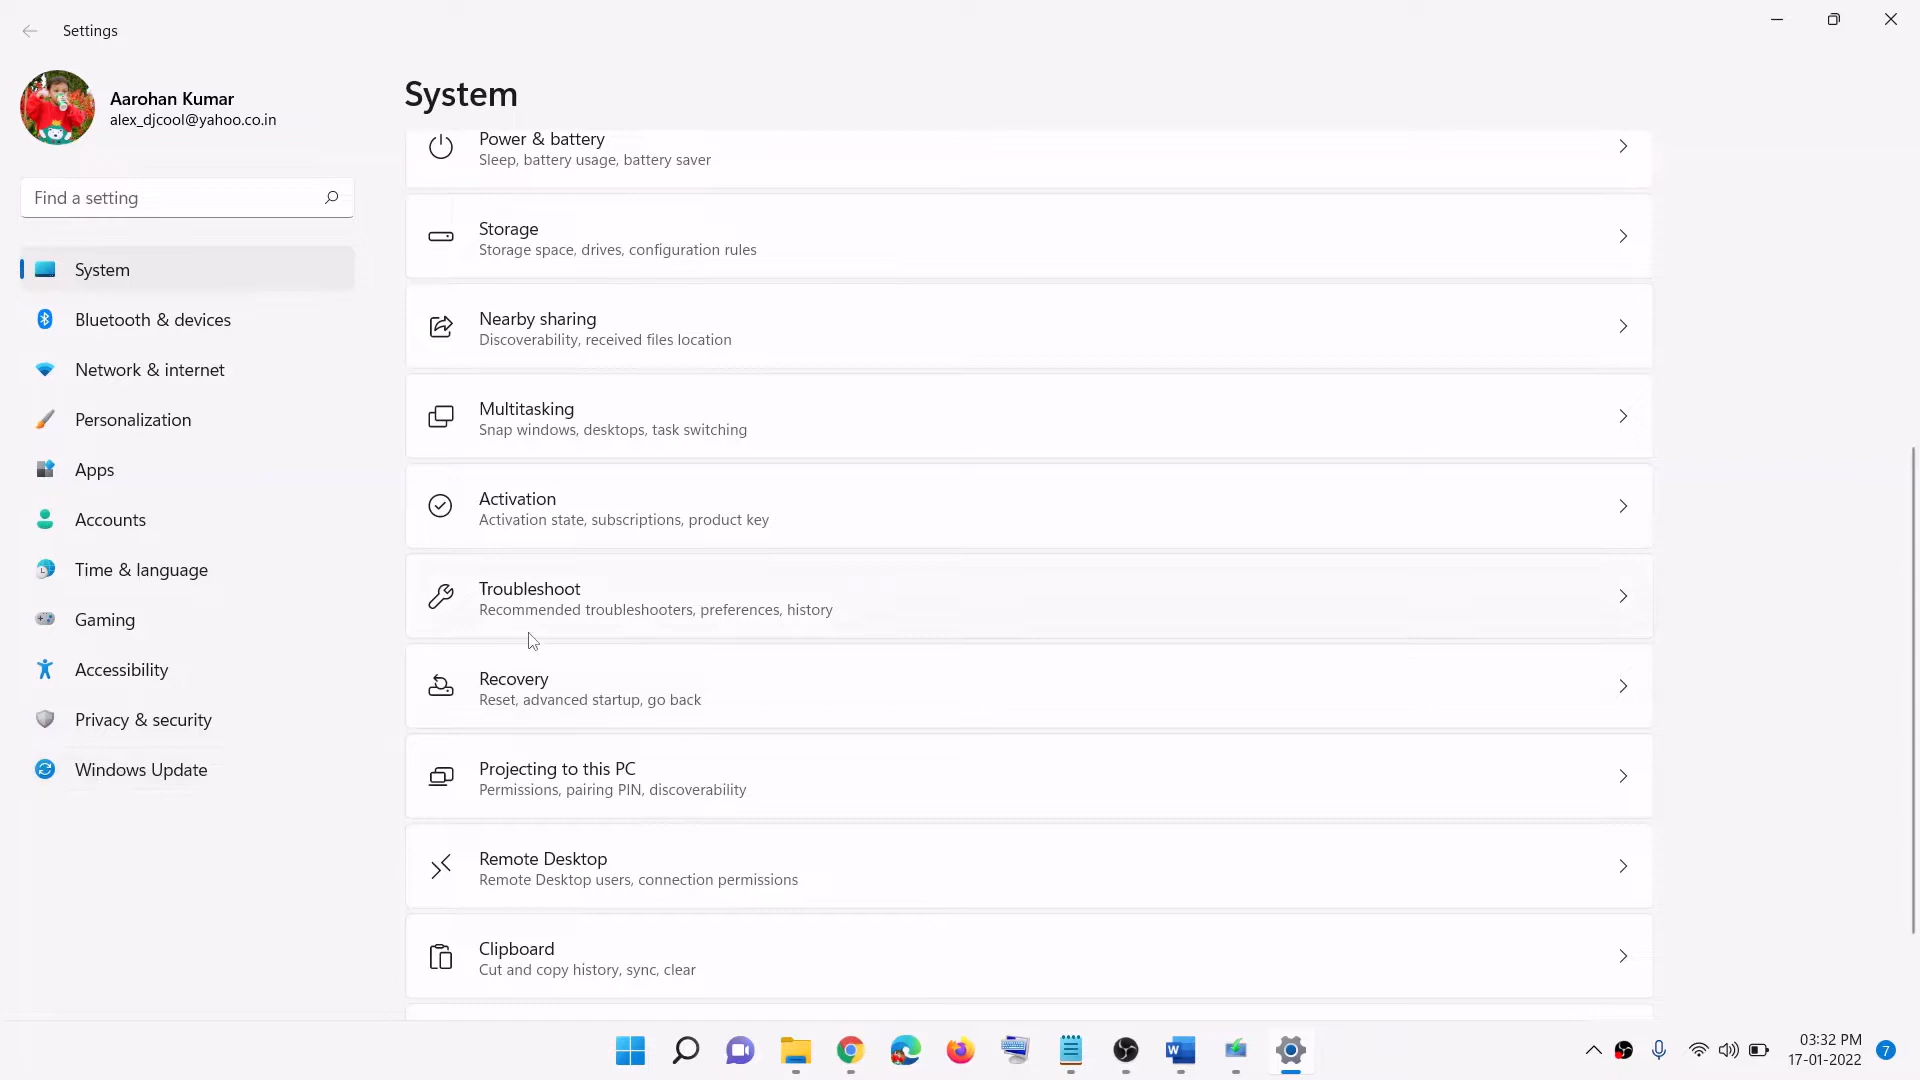 Settings
Aarohan Kumar
alex_djcool@yahoo.co.in
Find a setting
System
Bluetooth & devices
Network & internet
Personalization
Apps
Accounts
Time & language
Gaming
Accessibility
Privacy & security
Windows Update
System
Power & battery
Sleep, battery usage, battery saver
Storage
Storage space, drives, configuration rules
Nearby sharing
Discoverability, received files location
Multitasking
Snap windows, desktops, task switching
Activation
Activation state, subscriptions, product key
Troubleshoot
Recommended troubleshooters, preferences, history
Recovery
Reset, advanced startup, go back
Projecting to this PC
Permissions, pairing PIN, discoverability
Remote Desktop
Remote Desktop users, connection permissions
Clipboard
Cut and copy history, sync, clear
W
03:32 PM
17-01-2022
7